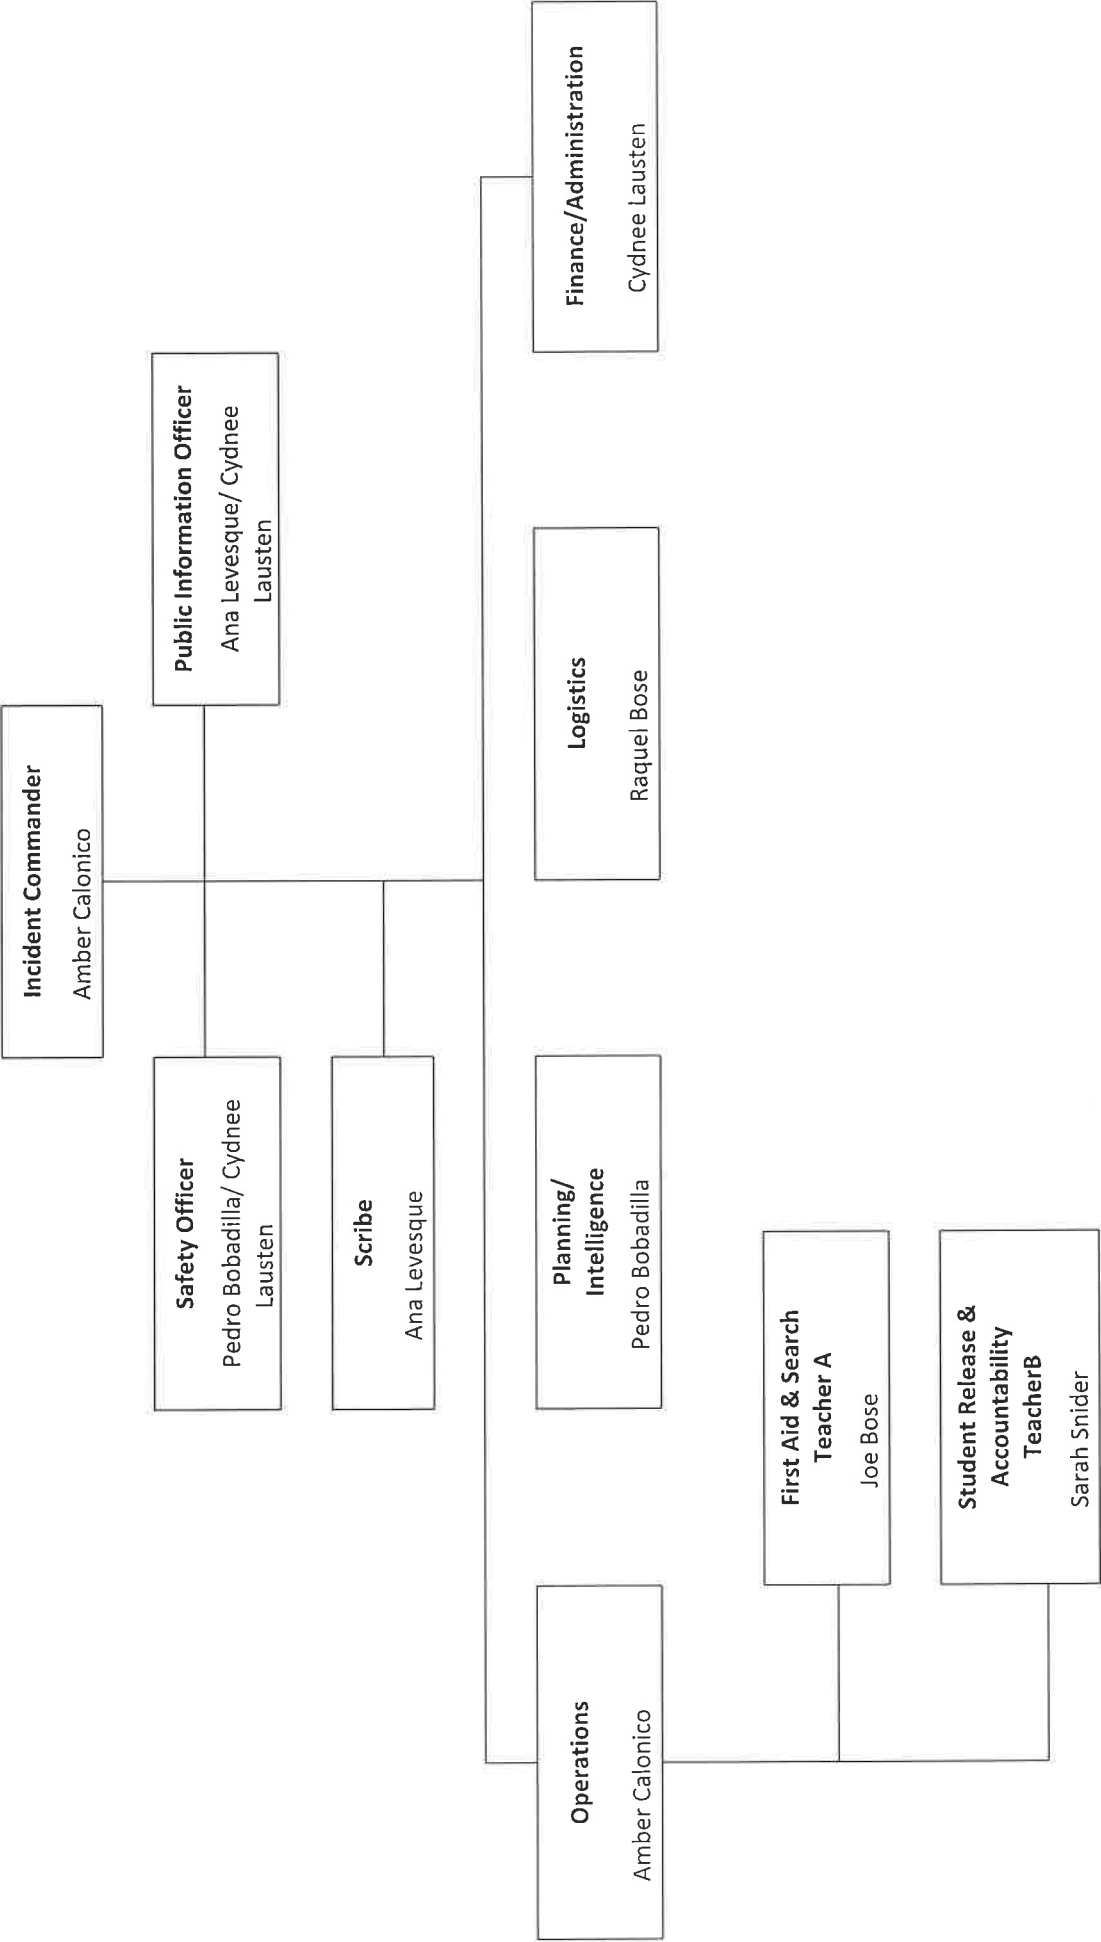 Incident Commander
Amber Calonico
Safety Officer
Pedro Bobadilla/ Cydnee
Lausten
Public Information Officer
Ana Levesque/ Cydnee
Lausten
Scribe
Ana Levesque
Operations
Amber Calonico
Planning/
Intelligence
Pedro Bobadilla
Logistics
Raquel Bose
Finance/Administration
Cydnee Lausten
First Aid & Search
Teacher A
Joe Bose
Student Release &
Accountability
TeacherB
Sarah Snider